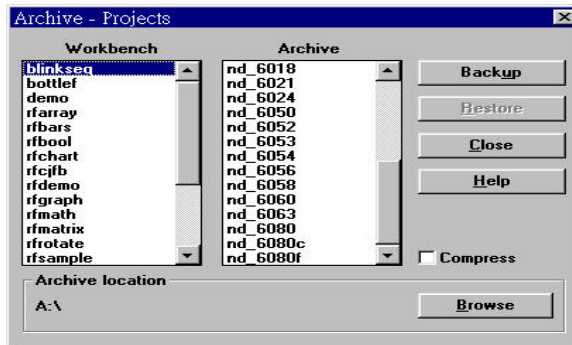 Archive - Projects
Workbench
Archive
blinkseq
bottlef
demo
rfarray
rfbars
rfbool
rfchart
rfcjfb
rfdemo
rfgraph
rfmath
rfmatrix
rfrotate
rfsample
nd_6018
nd_6021
nd_6024
nd_6050
nd_6052
nd_6053
nd_6054
nd_6056
nd_6058
nd_6060
nd_6063
nd_6080
nd_6080c
nd_6080f
Backup
Restore
Close
Help
Compress
Archive location
A:\
Browse